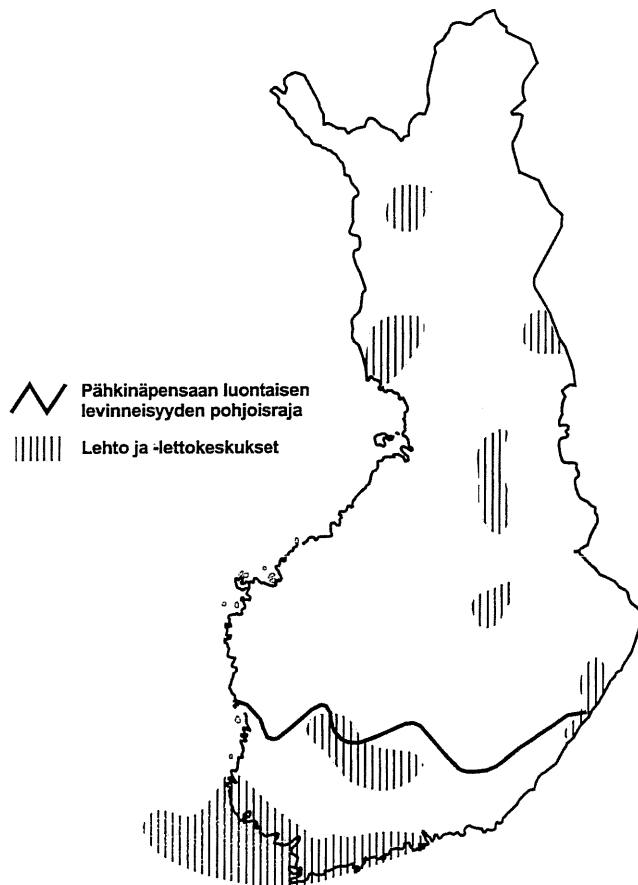 Pähkinäpensaan luontaisen
levinneisyyden pohjoisraja
Lehto ja -lettokeskukset